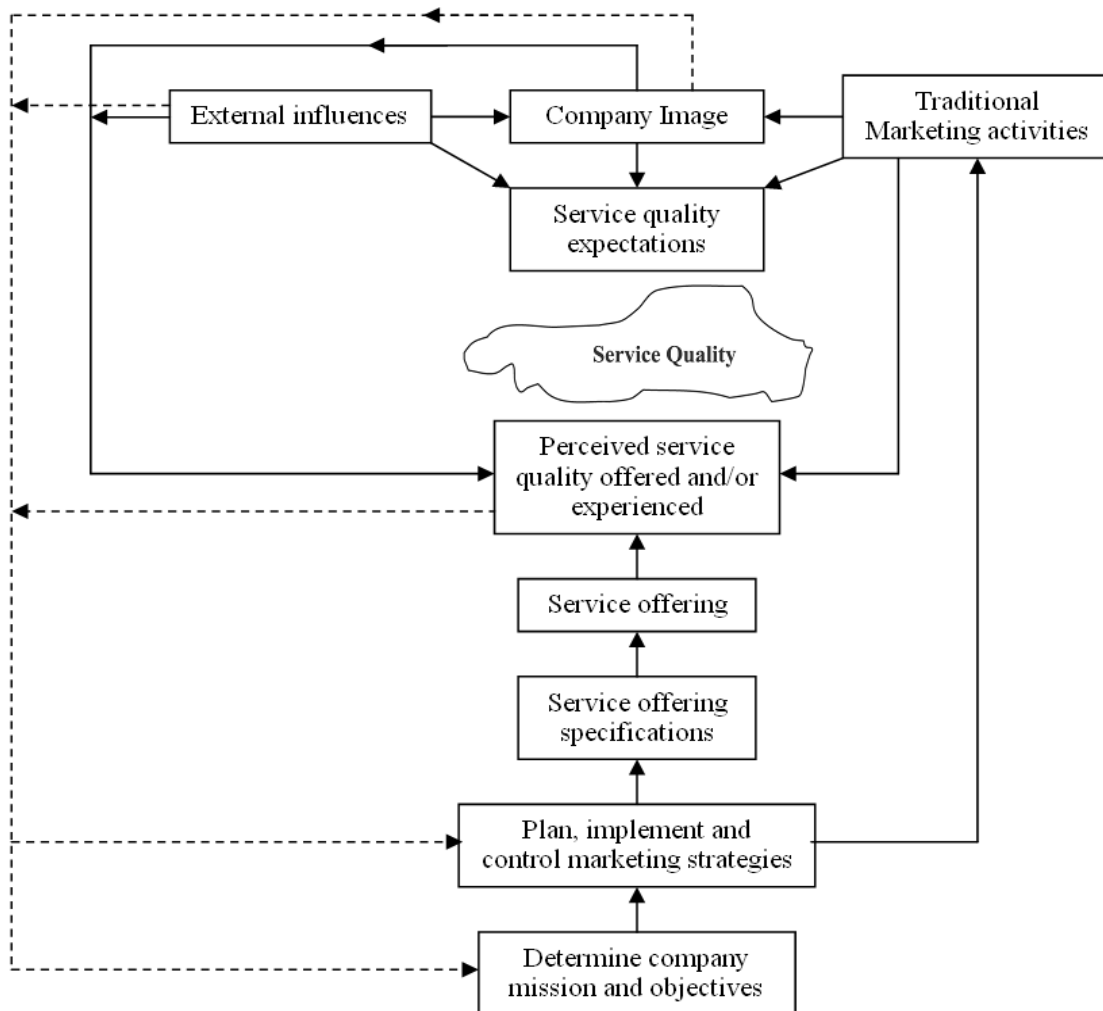 External influences
Company Image
Traditional
Marketing activities
Service quality
expectations
Service Quality
Perceived service
quality offered and/or
experienced
Service offering
Service offering
specifications
Plan, implement and
control marketing strategies
Determine company
mission and objectives